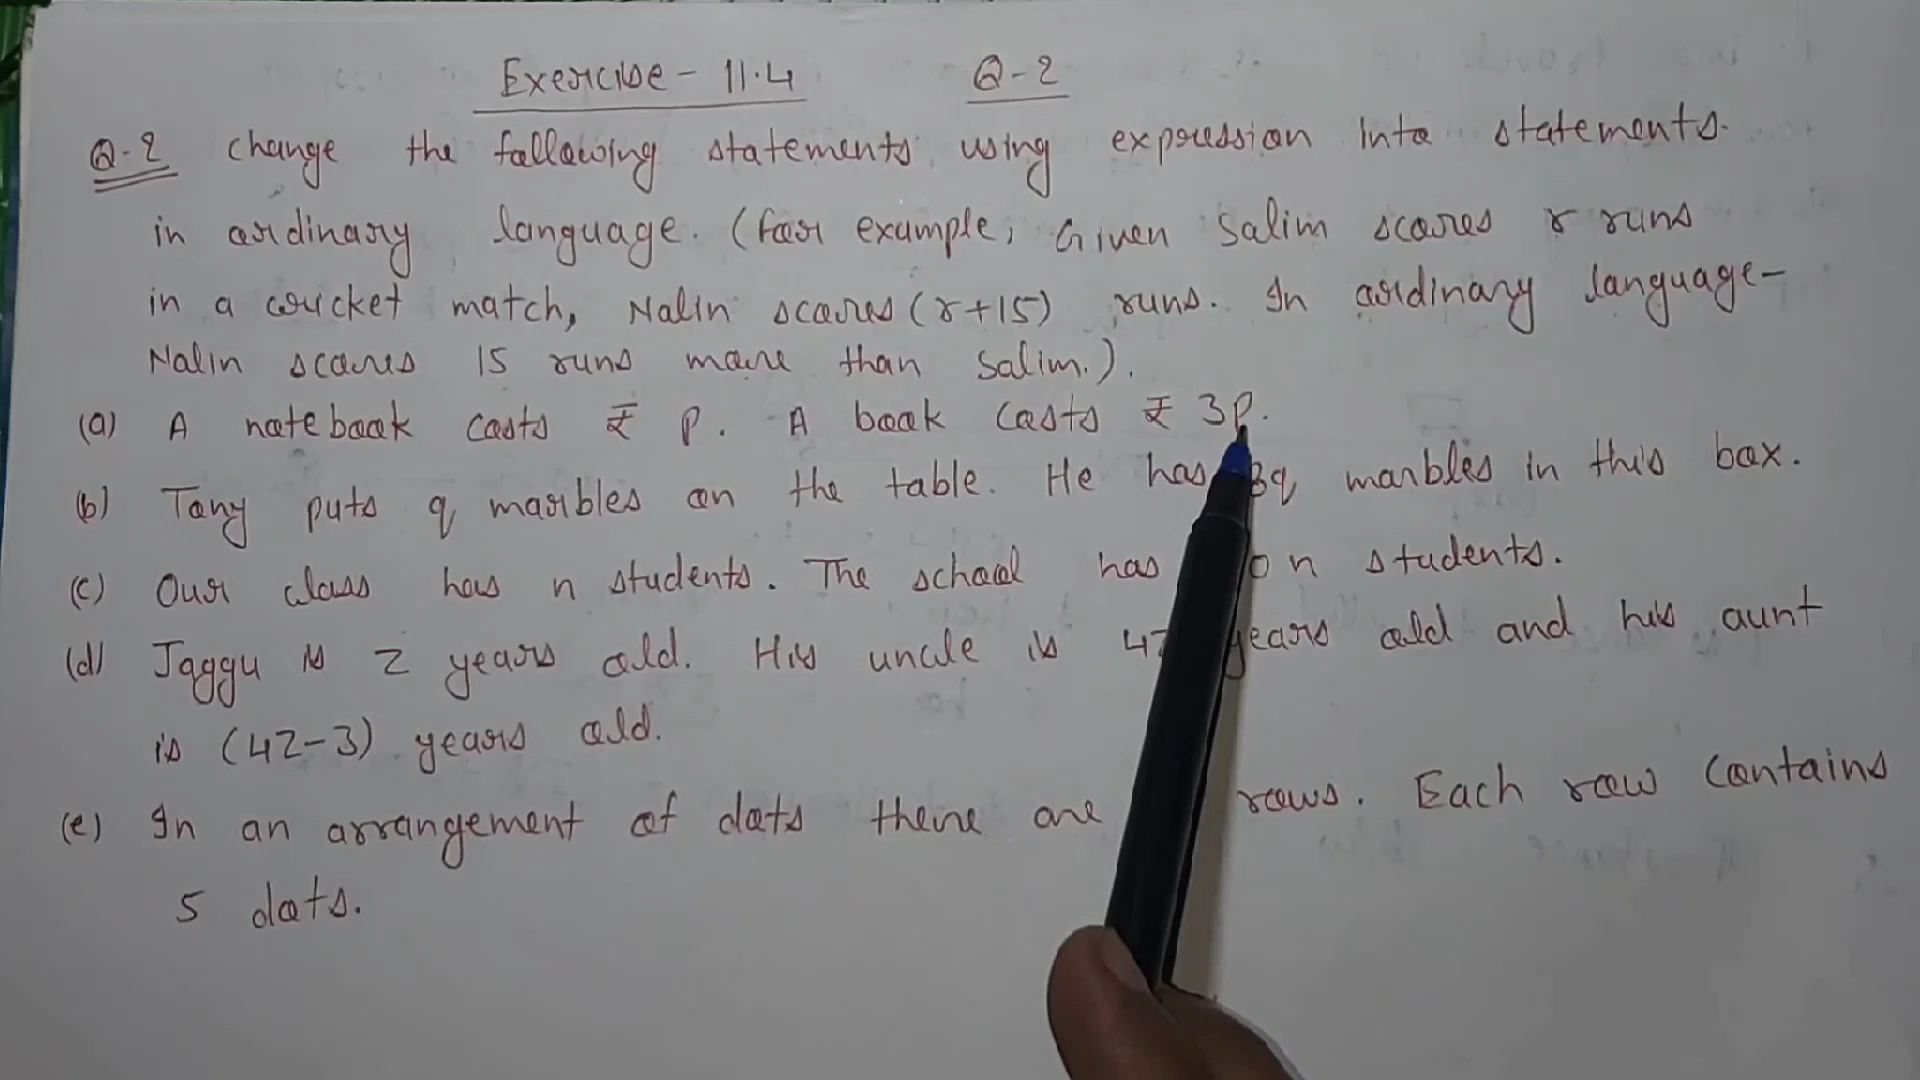 Exercise - 11.4 Q-2
Q-2 change the following statements using expression into statements.
in ordinary language. (for example, Given Salim scores r runs
in a cricket match, Nalin scores (r+15) runs. In ordinary language-
Nalin scores 15 runs more than Salim.).
(a) A notebook costs ₹ p. A book costs ₹ 3p.
(b) Tony puts q marbles on the table. He has 8q marbles in this box.
(c) Our class has n students. The school has n students.
(d) Jaggu is z years old. His uncle is 4z years old and his aunt
is (4z-3) years old.
(e) In an arrangement of dots there are rows. Each row contains
5 dots.